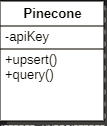 Pinecone
-apiKey
+upsert()
+query()